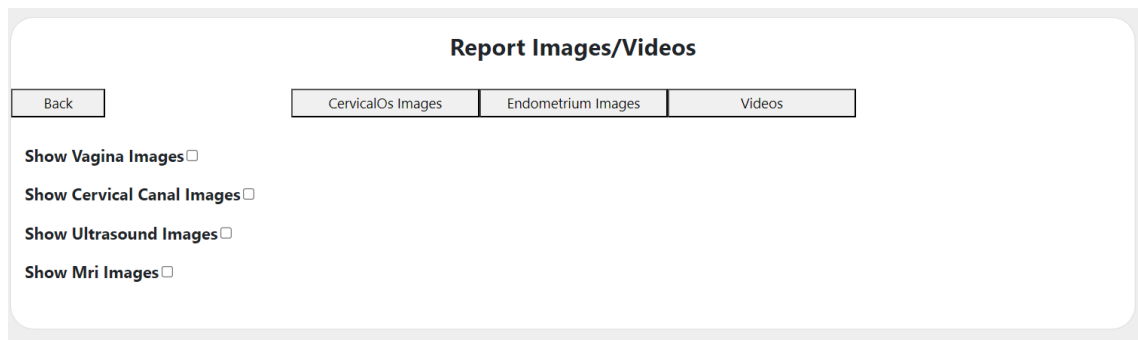 Report Images/Videos
Back CervicalOs Images Endometrium Images Videos
Show Vagina Images
Show Cervical Canal Images
Show Ultrasound Images
Show Mri Images